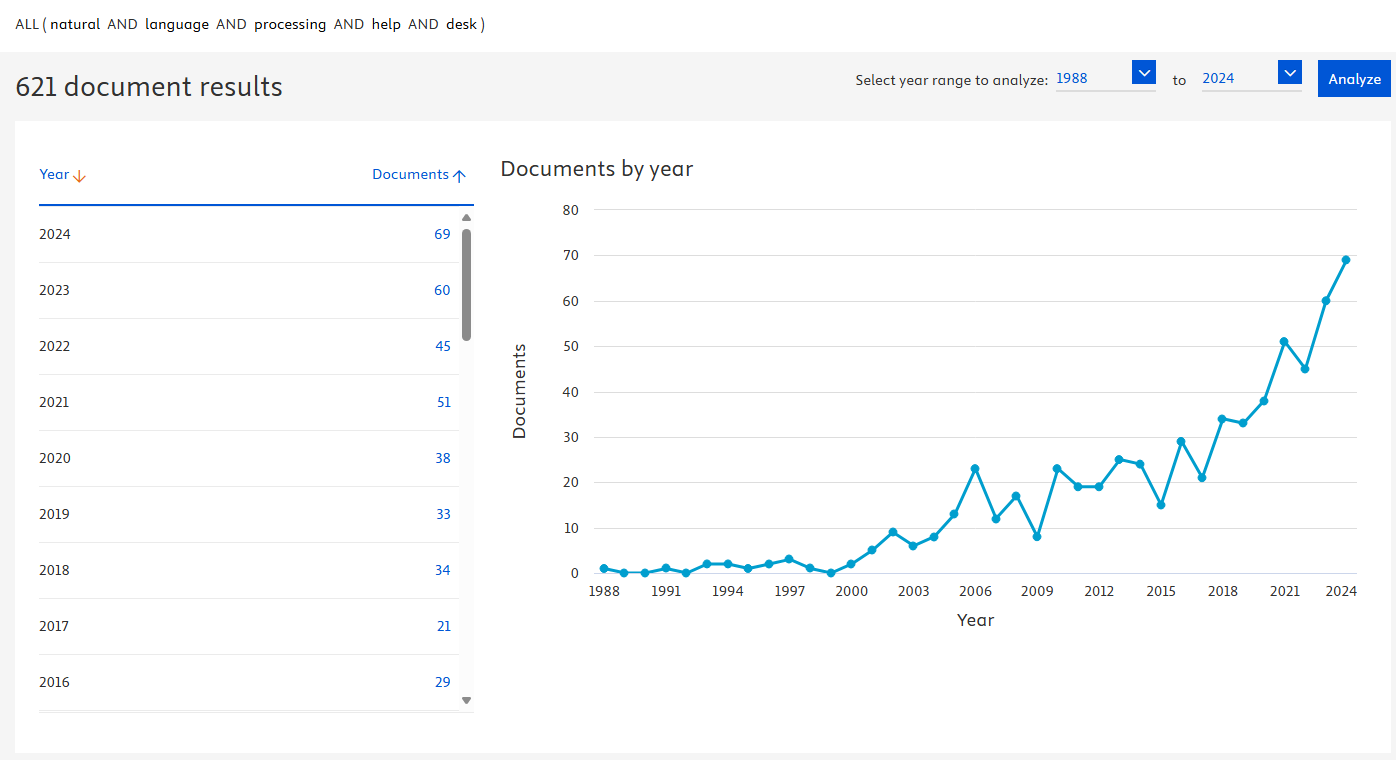 ALL ( natural AND language AND processing AND help AND desk )
621 document results
Select year range to analyze: 1988 to 2024 Analyze
Year Documents
2024 69
2023 60
2022 45
2021 51
2020 38
2019 33
2018 34
2017 21
2016 29
Documents by year
80
70
60
50
40
30
20
10
0
Documents
1988 1991 1994 1997 2000 2003 2006 2009 2012 2015 2018 2021 2024
Year